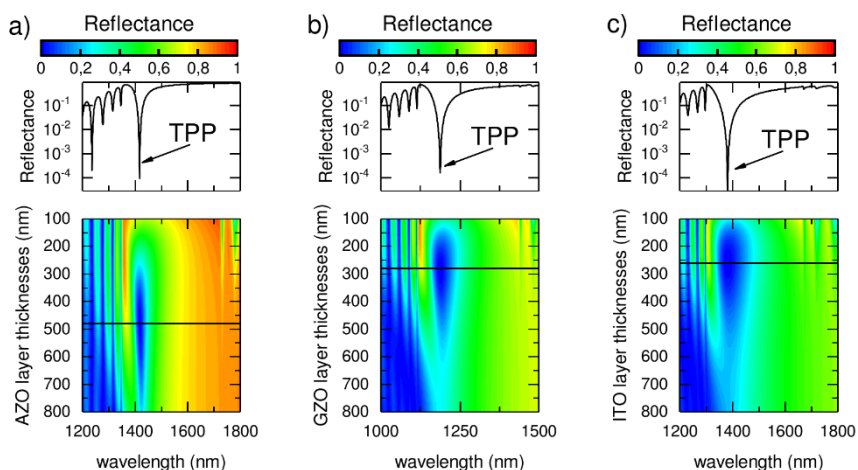 a)
Reflectance
0 0,2 0,4 0,6 0,8 1
Reflectance
10⁻¹
10⁻²
10⁻³
10⁻⁴
TPP
AZO layer thicknesses (nm)
100
200
300
400
500
600
700
800
1200 1400 1600 1800
wavelength (nm)
b)
Reflectance
0 0,2 0,4 0,6 0,8 1
Reflectance
10⁻¹
10⁻²
10⁻³
10⁻⁴
TPP
GZO layer thicknesses (nm)
100
200
300
400
500
600
700
800
1000 1250 1500
wavelength (nm)
c)
Reflectance
0 0,2 0,4 0,6 0,8 1
Reflectance
10⁻¹
10⁻²
10⁻³
10⁻⁴
TPP
ITO layer thicknesses (nm)
100
200
300
400
500
600
700
800
1200 1400 1600 1800
wavelength (nm)